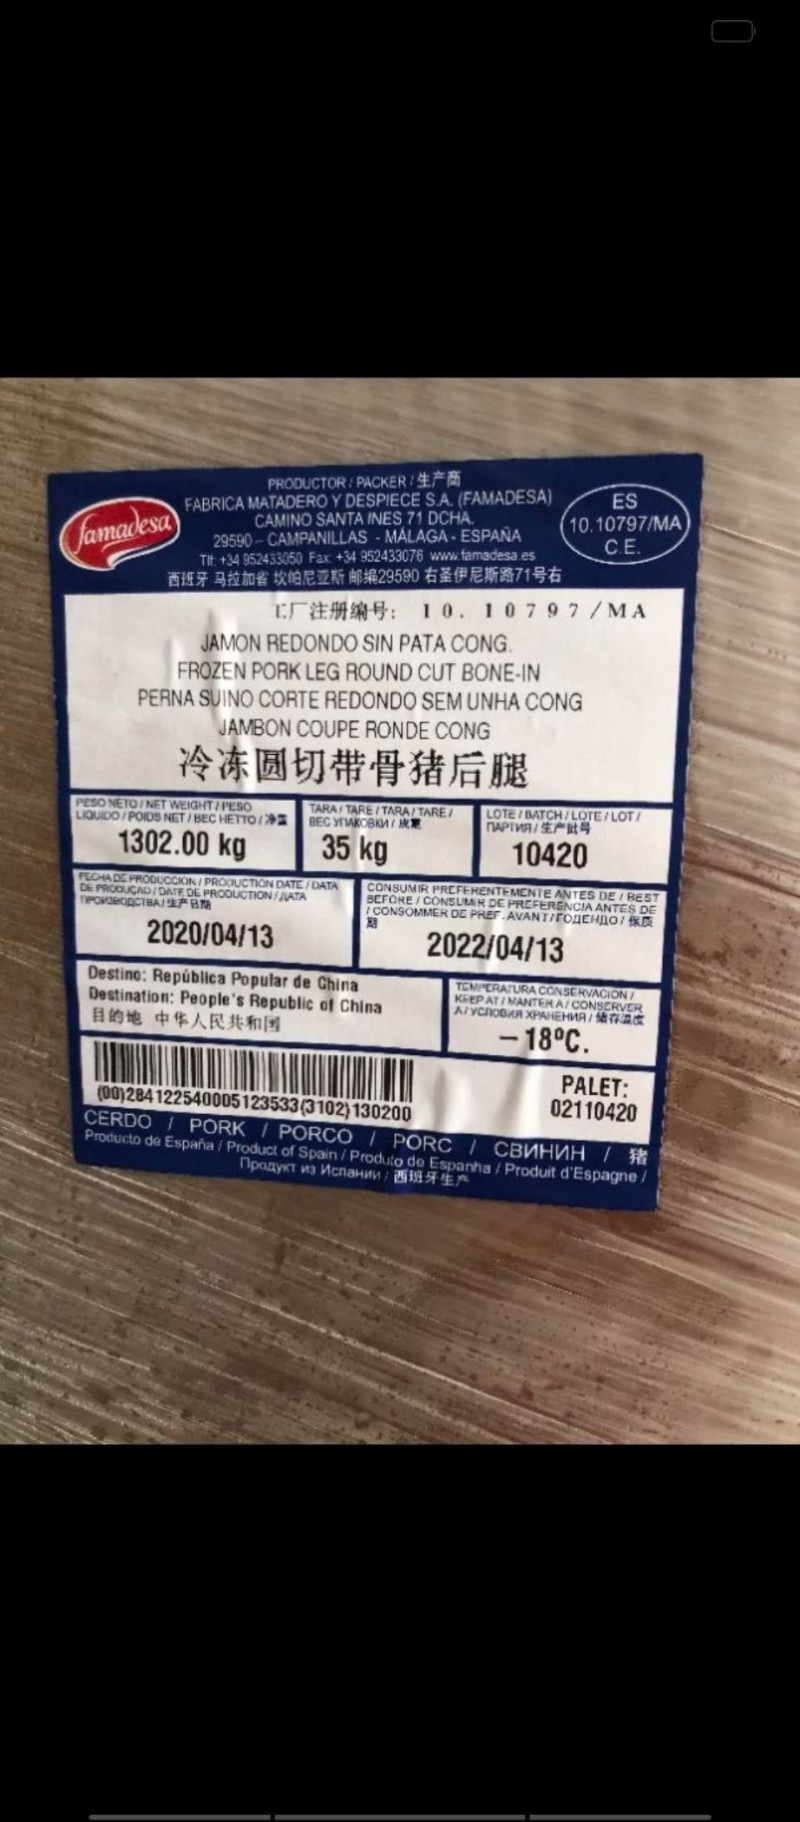 PRODUCTOR / PACKER / 生产商
FABRICA MATADERO Y DESPIECE S.A. (FAMADESA)
CAMINO SANTA INES 71 DCHA.
29590 - CAMPANILLAS - MÁLAGA - ESPAÑA
Tlf: +34 952433050 Fax: +34 952433076 www.famadesa.es
西班牙 马拉加省 坎帕尼亚斯 邮编29590 右圣伊尼斯路71号右
famadesa
ES
10.10797/MA
C.E.
工厂注册编号: 10.10797/MA
JAMON REDONDO SIN PATA CONG.
FROZEN PORK LEG ROUND CUT BONE-IN
PERNA SUINO CORTE REDONDO SEM UNHA CONG
JAMBON COUPE RONDE CONG
冷冻圆切带骨猪后腿
PESO NETO / NET WEIGHT / PESO
LIQUIDO / POIDS NET / ВЕС НЕТТО / 净重
1302.00 kg
TARA / TARE / TARA / TARE /
ВЕС УПАКОВКИ / 皮重
35 kg
LOTE / BATCH / LOTE / LOT /
ПАРТИЯ / 生产批号
10420
FECHA DE PRODUCCION / PRODUCTION DATE / DATA
DE PRODUÇAO / DATE DE PRODUCTION / ДАТА
ПРОИЗВОДСТВА / 生产日期
2020/04/13
CONSUMIR PREFERENTEMENTE ANTES DE / BEST
BEFORE / CONSUMIR DE PREFERENCIA ANTES DE
/ CONSOMMER DE PREF. AVANT / ГОДЕНДО / 保质
期
2022/04/13
Destino: República Popular de China
Destination: People's Republic of China
目的地 中华人民共和国
TEMPERATURA CONSERVACION /
KEEP AT / MANTER A / CONSERVER
A / УСЛОВИЯ ХРАНЕНИЯ / 储存温度
- 18ºC.
(00)284122540005123533(3102)130200
PALET:
02110420
CERDO / PORK / PORCO / PORC / СВИНИН / 猪
Producto de España / Product of Spain / Produto de Espanha / Produit d'Espagne /
Продукт из Испании / 西班牙生产